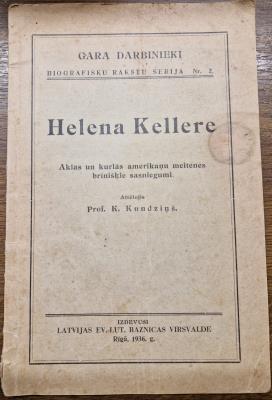 GARA DARBINIEKI
BIOGRAFISKU RAKSTU SERIJA Nr. 2.
Helena Kellere
Aklas un kurlās amerikaņu meitenes
brīnišķie sasniegumi.
Attēlojis
Prof. K. Kundziņš.
IZDEVUSI
LATVIJAS EV.-LUT. BAZNICAS VIRSVALDE
Rīgā, 1936. g.